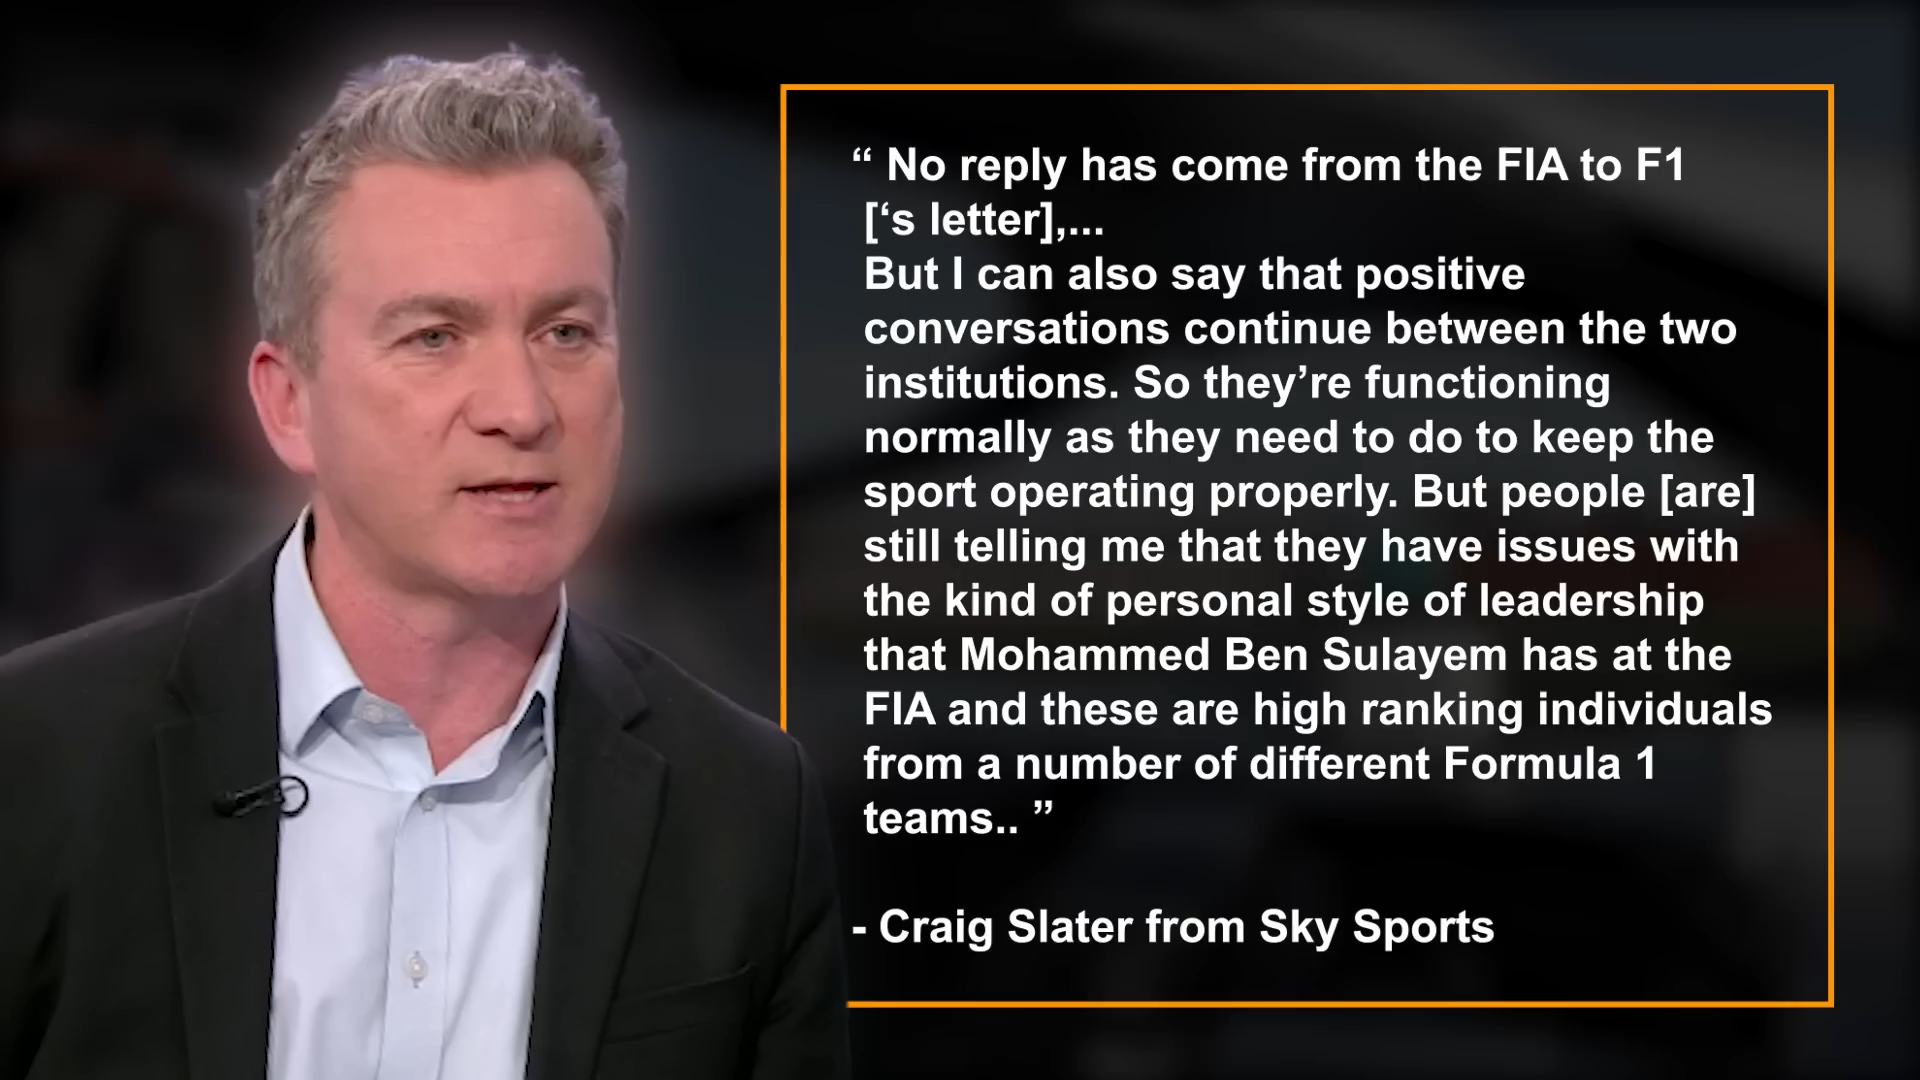 “ No reply has come from the FIA to F1
[‘s letter],...
But I can also say that positive
conversations continue between the two
institutions. So they’re functioning
normally as they need to do to keep the
sport operating properly. But people [are]
still telling me that they have issues with
the kind of personal style of leadership
that Mohammed Ben Sulayem has at the
FIA and these are high ranking individuals
from a number of different Formula 1
teams.. ”
- Craig Slater from Sky Sports